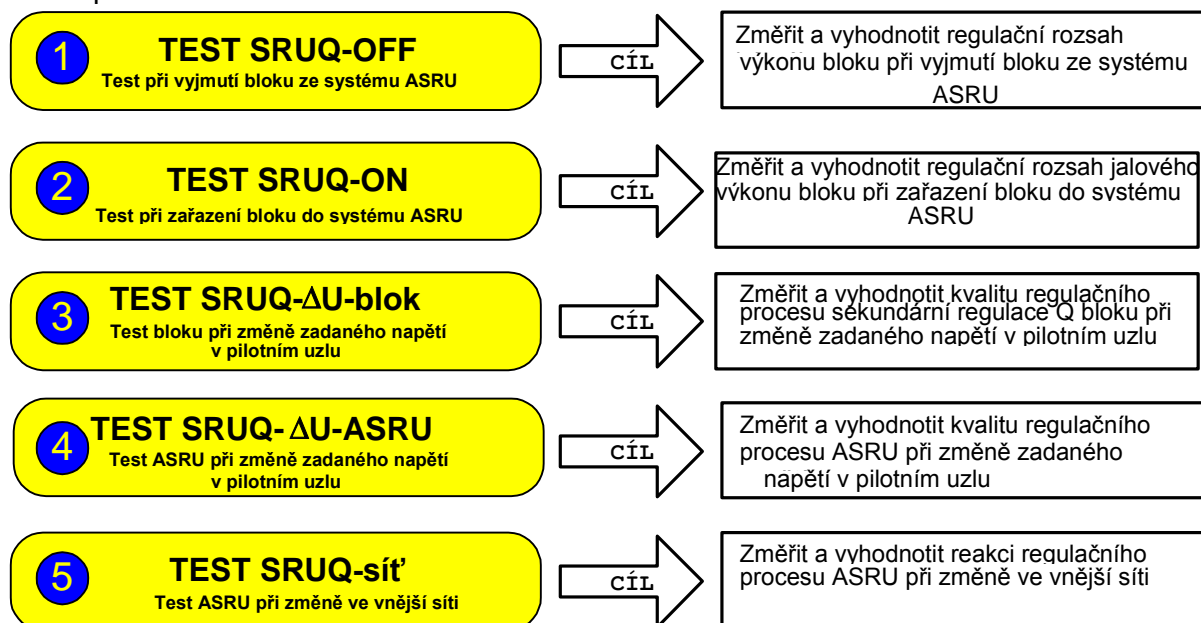 1
TEST SRUQ-OFF
Test při vyjmutí bloku ze systému ASRU
CÍL
Změřit a vyhodnotit regulační rozsah
výkonu bloku při vyjmutí bloku ze systému
ASRU
2
TEST SRUQ-ON
Test při zařazení bloku do systému ASRU
CÍL
Změřit a vyhodnotit regulační rozsah jalového
výkonu bloku při zařazení bloku do systému
ASRU
3
TEST SRUQ-ΔU-blok
Test bloku při změně zadaného napětí
v pilotním uzlu
CÍL
Změřit a vyhodnotit kvalitu regulačního
procesu sekundární regulace Q bloku při
změně zadaného napětí v pilotním uzlu
4
TEST SRUQ- ΔU-ASRU
Test ASRU při změně zadaného napětí
v pilotním uzlu
CÍL
Změřit a vyhodnotit kvalitu regulačního
procesu ASRU při změně zadaného
napětí v pilotním uzlu
5
TEST SRUQ-síť
Test ASRU při změně ve vnější síti
CÍL
Změřit a vyhodnotit reakci regulačního
procesu ASRU při změně ve vnější síti